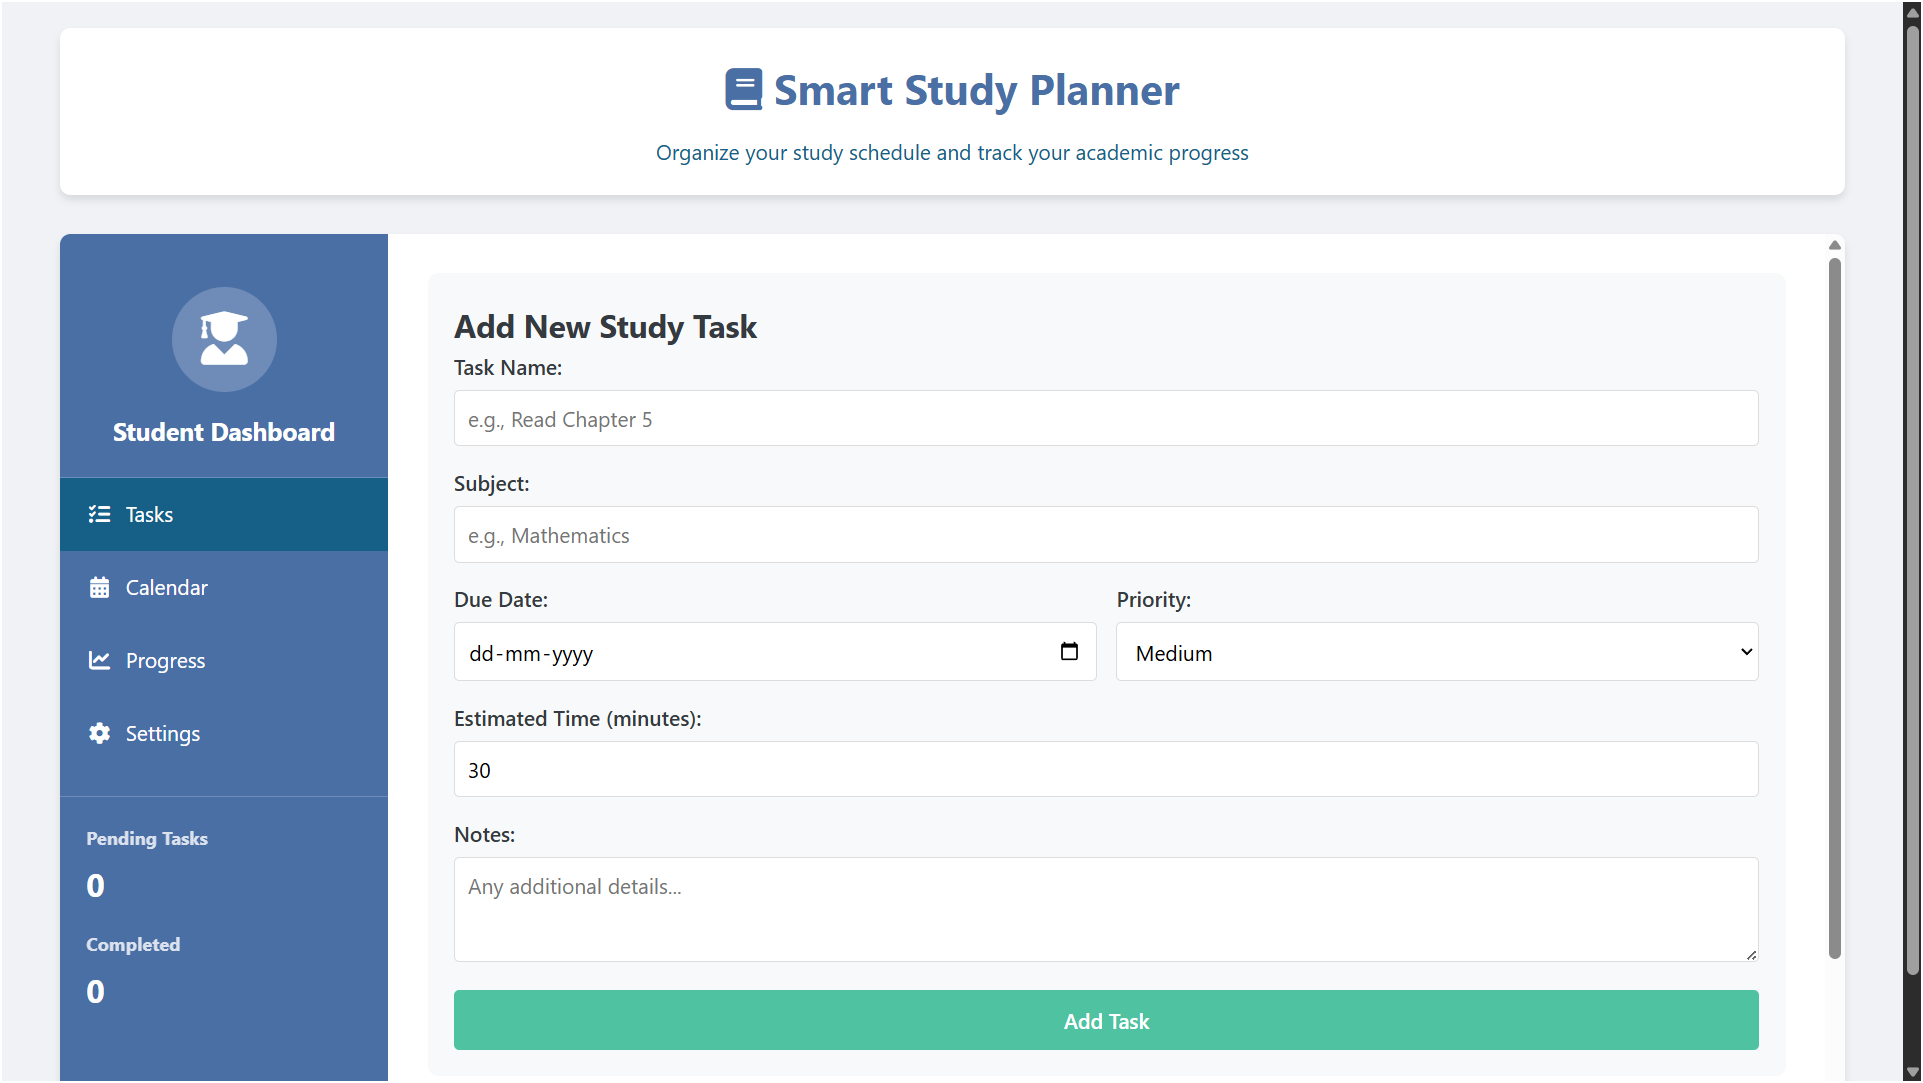 Smart Study Planner
Organize your study schedule and track your academic progress
Student Dashboard
Tasks
Calendar
Progress
Settings
Pending Tasks
0
Completed
0
Add New Study Task
Task Name:
e.g., Read Chapter 5
Subject:
e.g., Mathematics
Due Date:
Priority:
dd-mm-yyyy
Medium
Estimated Time (minutes):
30
Notes:
Any additional details...
Add Task